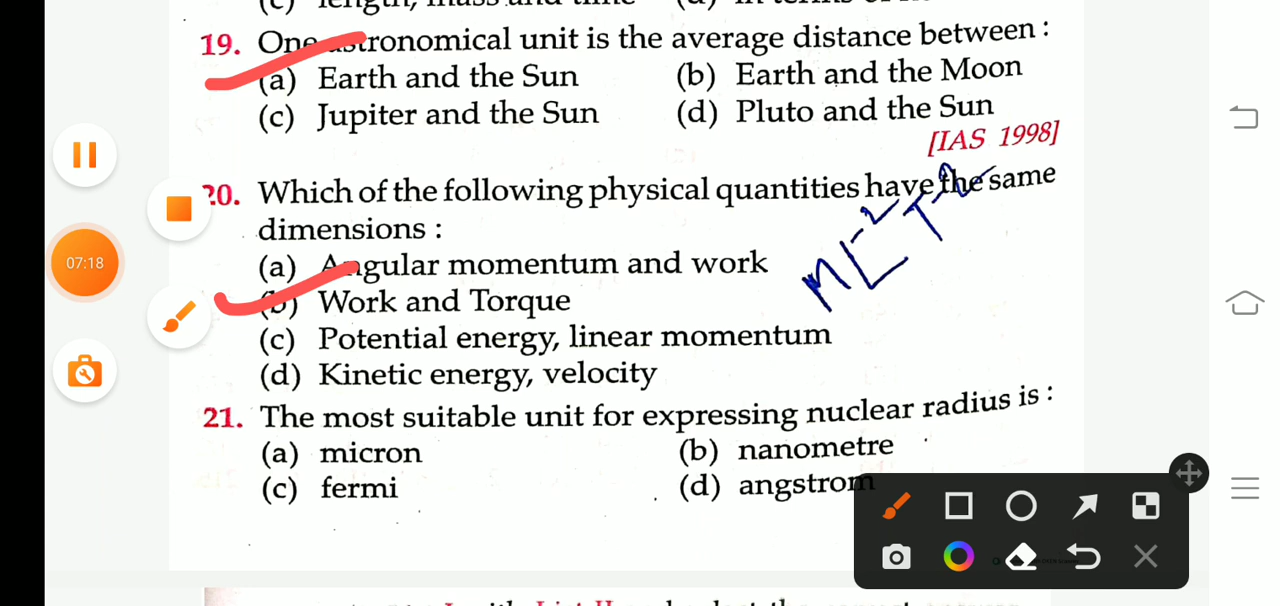 19. One astronomical unit is the average distance between :
(a) Earth and the Sun (b) Earth and the Moon
(c) Jupiter and the Sun (d) Pluto and the Sun
[IAS 1998]
20. Which of the following physical quantities have the same
dimensions :
(a) Angular momentum and work
ML²T⁻²
(b) Work and Torque
07:18
(c) Potential energy, linear momentum
(d) Kinetic energy, velocity
21. The most suitable unit for expressing nuclear radius is :
(a) micron (b) nanometre
(c) fermi (d) angstrom